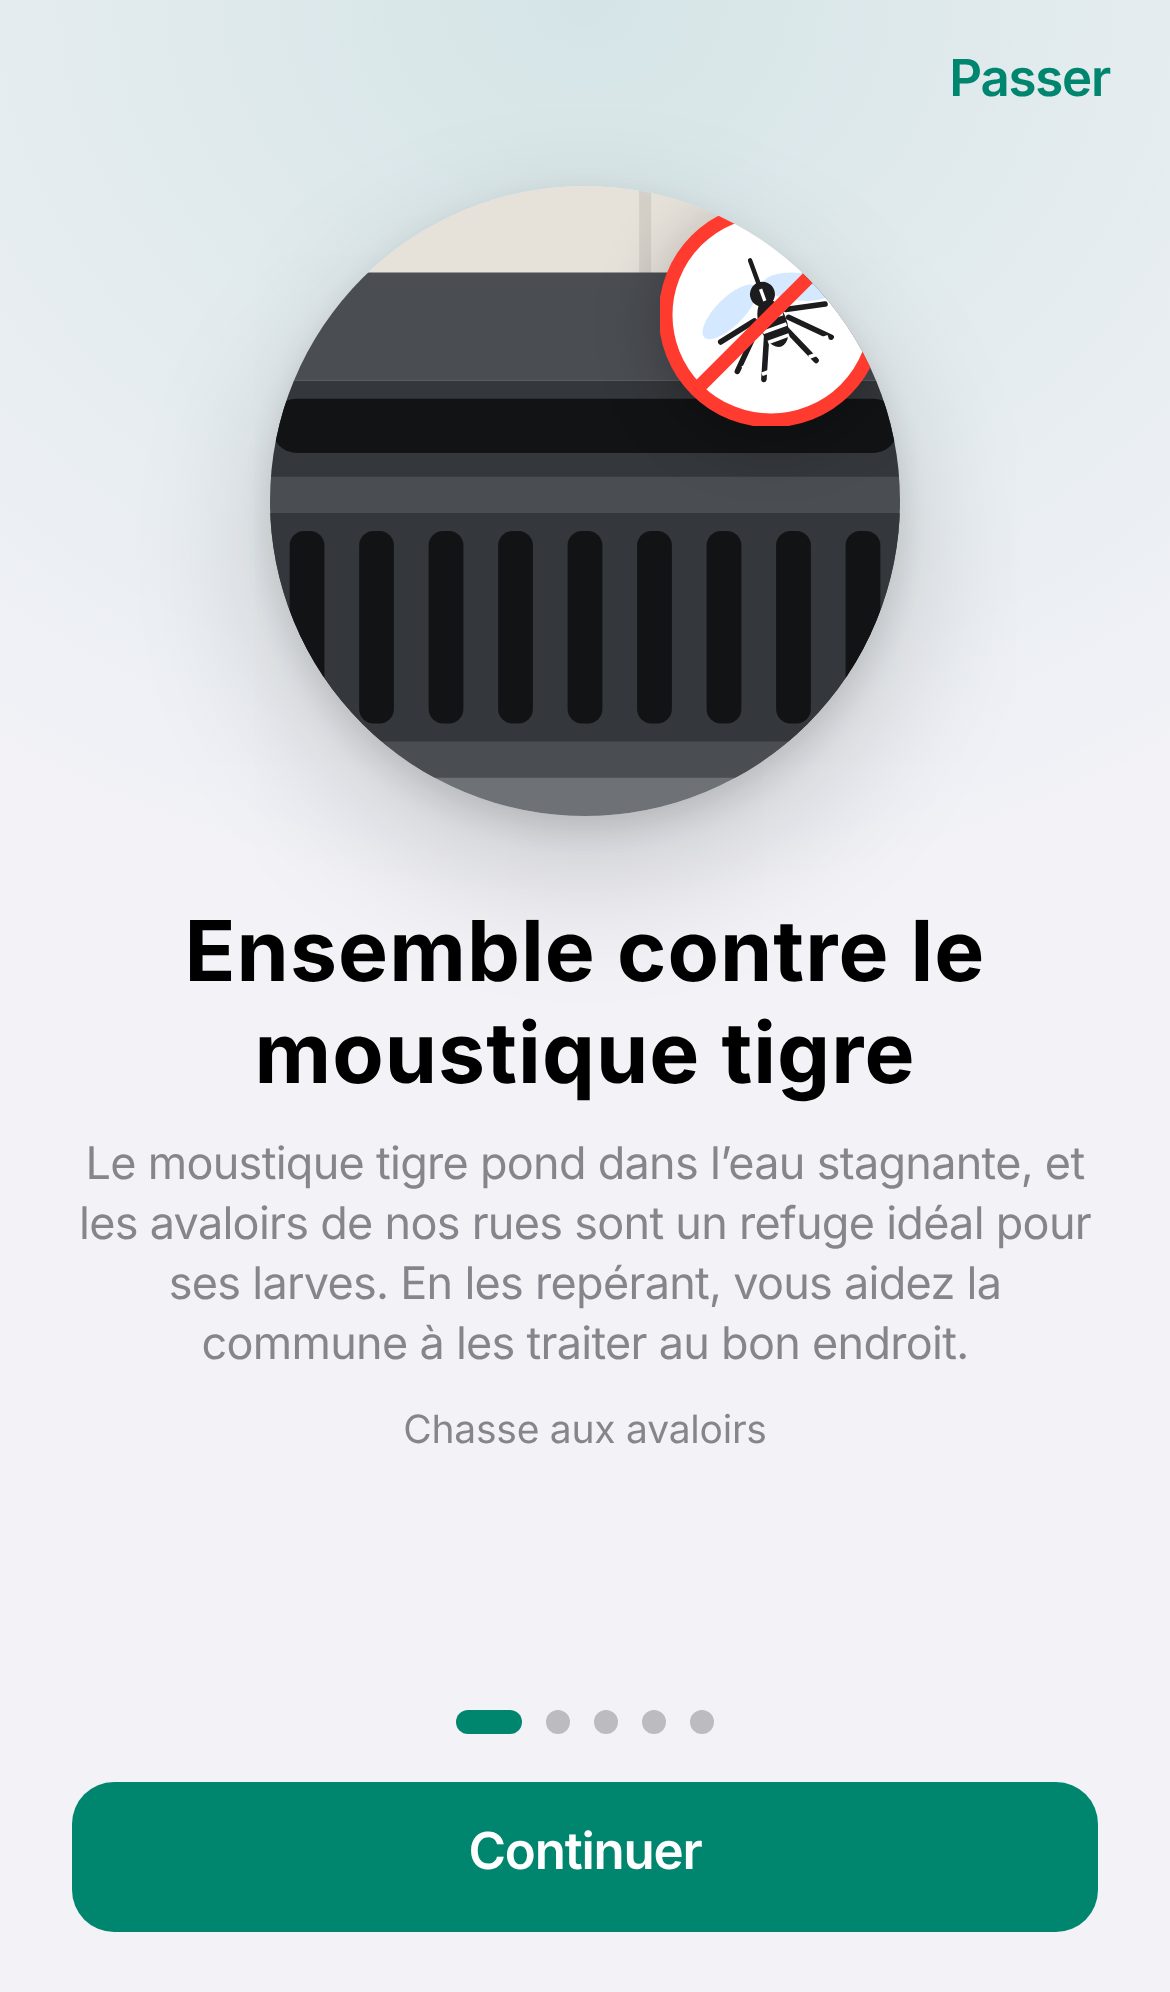 Passer
Ensemble contre le
moustique tigre
Le moustique tigre pond dans l’eau stagnante, et
les avaloirs de nos rues sont un refuge idéal pour
ses larves. En les repérant, vous aidez la
commune à les traiter au bon endroit.
Chasse aux avaloirs
Continuer